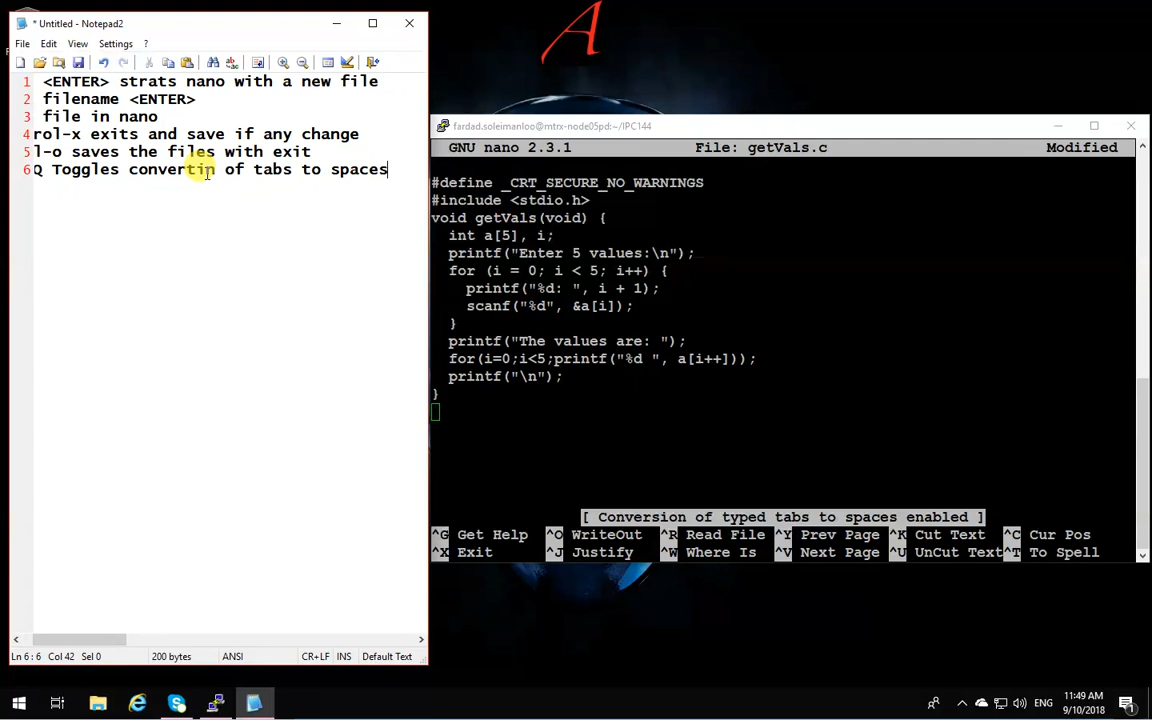 * Untitled - Notepad2
File Edit View Settings ?
1 <ENTER> strats nano with a new file
2 filename <ENTER>
3 file in nano
4 rol-x exits and save if any change
5 l-o saves the files with exit
6 Q Toggles convertin of tabs to spaces
Ln 6 : 6 Col 42 Sel 0 200 bytes ANSI CR+LF INS Default Text
A
fardad.soleimanloo@mtrx-node05pd:~/IPC144
GNU nano 2.3.1 File: getVals.c Modified
#define _CRT_SECURE_NO_WARNINGS
#include <stdio.h>
void getVals(void) {
int a[5], i;
printf("Enter 5 values:\n");
for (i = 0; i < 5; i++) {
printf("%d: ", i + 1);
scanf("%d", &a[i]);
}
printf("The values are: ");
for(i=0;i<5;printf("%d ", a[i++]));
printf("\n");
}
[ Conversion of typed tabs to spaces enabled ]
^G Get Help ^O WriteOut ^R Read File ^Y Prev Page ^K Cut Text ^C Cur Pos
^X Exit ^J Justify ^W Where Is ^V Next Page ^U UnCut Text ^T To Spell
ENG
11:49 AM
9/10/2018
1